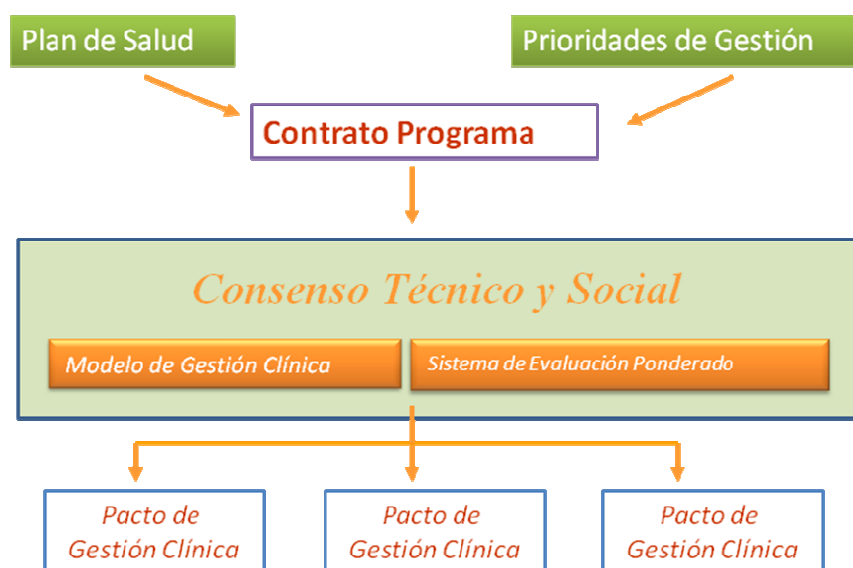 Plan de Salud
Prioridades de Gestión
Contrato Programa
Consenso Técnico y Social
Modelo de Gestión Clínica
Sistema de Evaluación Ponderado
Pacto de
Gestión Clínica
Pacto de
Gestión Clínica
Pacto de
Gestión Clínica